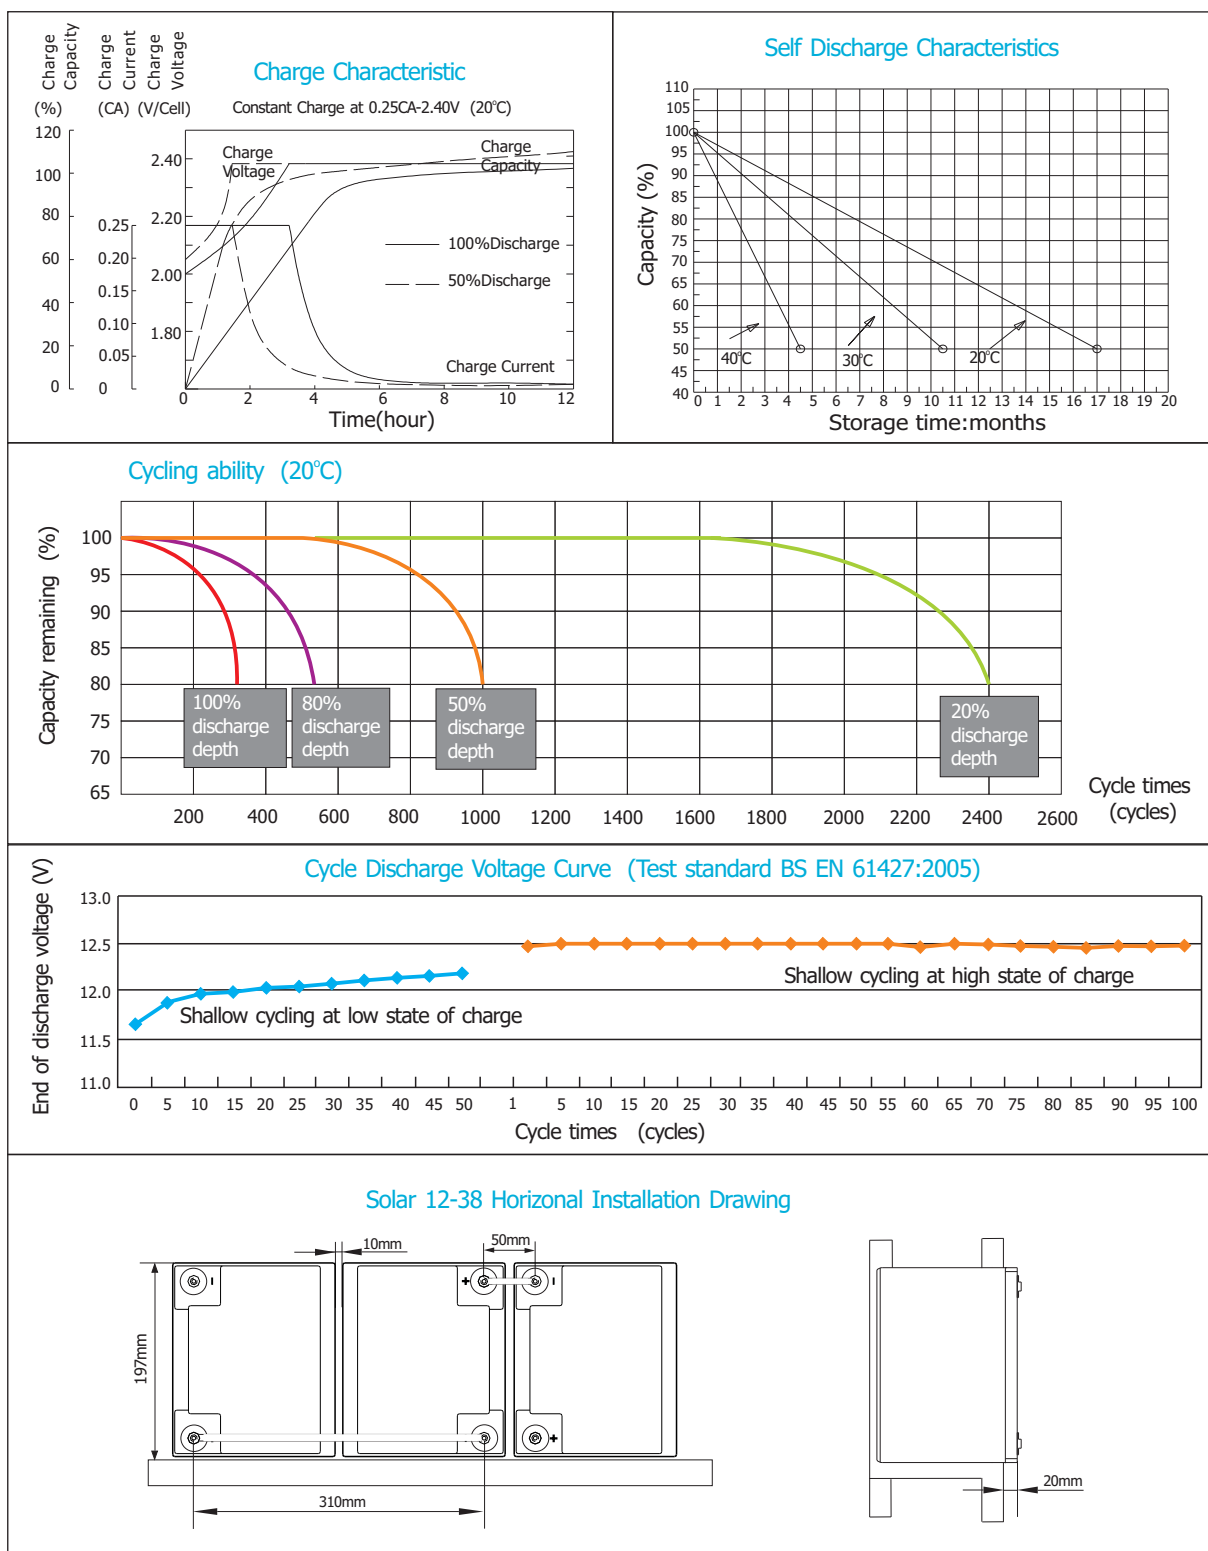 Charge Capacity
Charge Current
Charge Voltage
Charge Characteristic
(%)
(CA)
(V/Cell)
Constant Charge at 0.25CA-2.40V (20°C)
120
100
80
60
40
20
0
0.25
0.20
0.15
0.10
0.05
0
2.40
2.20
2.00
1.80
Charge
Voltage
Charge
Capacity
100%Discharge
50%Discharge
Charge Current
0 2 4 6 8 10 12
Time(hour)
Self Discharge Characteristics
Capacity (%)
110
105
100
95
90
85
80
75
70
65
60
55
50
45
40
40°C
30°C
20°C
0 1 2 3 4 5 6 7 8 9 10 11 12 13 14 15 16 17 18 19 20
Storage time:months
Cycling ability (20°C)
Capacity remaining (%)
100
95
90
85
80
75
70
65
100%
discharge
depth
80%
discharge
depth
50%
discharge
depth
20%
discharge
depth
200 400 600 800 1000 1200 1400 1600 1800 2000 2200 2400 2600
Cycle times
(cycles)
Cycle Discharge Voltage Curve (Test standard BS EN 61427:2005)
End of discharge voltage (V)
13.0
12.5
12.0
11.5
11.0
Shallow cycling at low state of charge
Shallow cycling at high state of charge
0 5 10 15 20 25 30 35 40 45 50 1 5 10 15 20 25 30 35 40 45 50 55 60 65 70 75 80 85 90 95 100
Cycle times (cycles)
Solar 12-38 Horizonal Installation Drawing
10mm
50mm
- + -
197mm
+
310mm
20mm